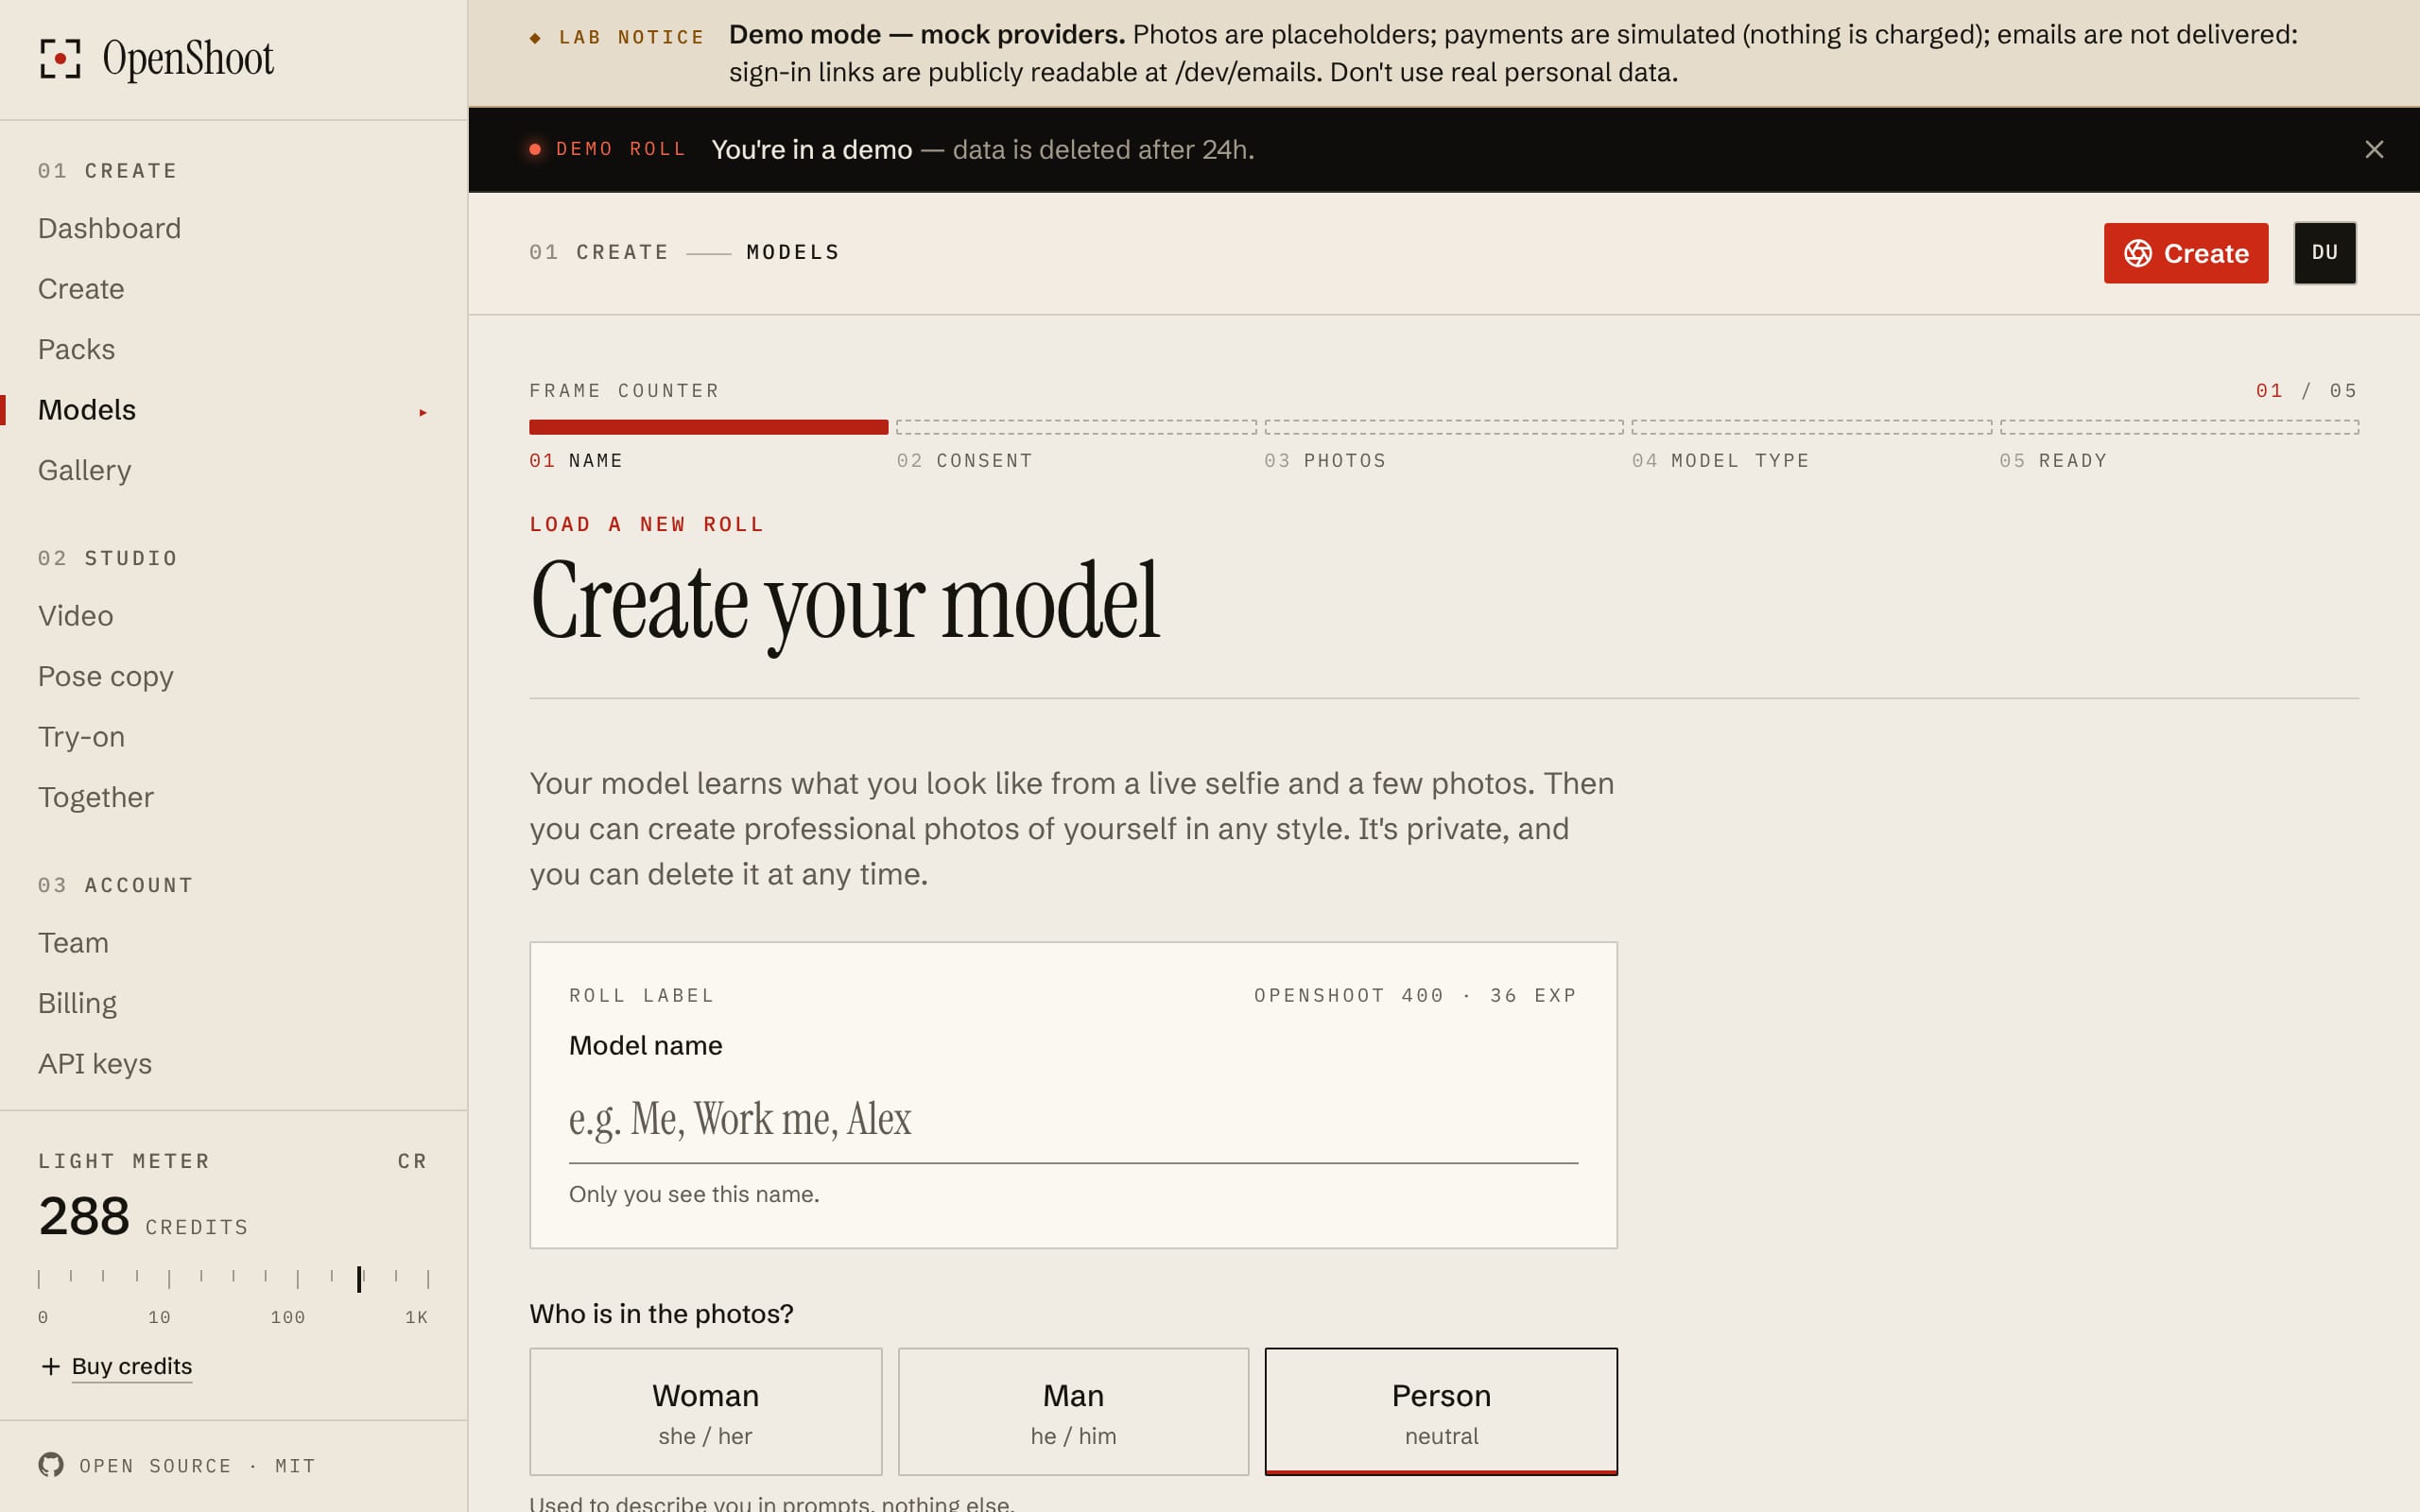 OpenShoot
01 CREATE
Dashboard
Create
Packs
Models
Gallery
02 STUDIO
Video
Pose copy
Try-on
Together
03 ACCOUNT
Team
Billing
API keys
LIGHT METER CR
288 CREDITS
0 10 100 1K
Buy credits
OPEN SOURCE · MIT
LAB NOTICE Demo mode — mock providers. Photos are placeholders; payments are simulated (nothing is charged); emails are not delivered:
sign-in links are publicly readable at /dev/emails. Don't use real personal data.
DEMO ROLL You're in a demo — data is deleted after 24h.
01 CREATE MODELS
Create
DU
FRAME COUNTER 01 / 05
01 NAME 02 CONSENT 03 PHOTOS 04 MODEL TYPE 05 READY
LOAD A NEW ROLL
Create your model
Your model learns what you look like from a live selfie and a few photos. Then
you can create professional photos of yourself in any style. It's private, and
you can delete it at any time.
ROLL LABEL OPENSHOOT 400 · 36 EXP
Model name
e.g. Me, Work me, Alex
Only you see this name.
Who is in the photos?
Woman Man Person
she / her he / him neutral
Used to describe you in prompts, nothing else.